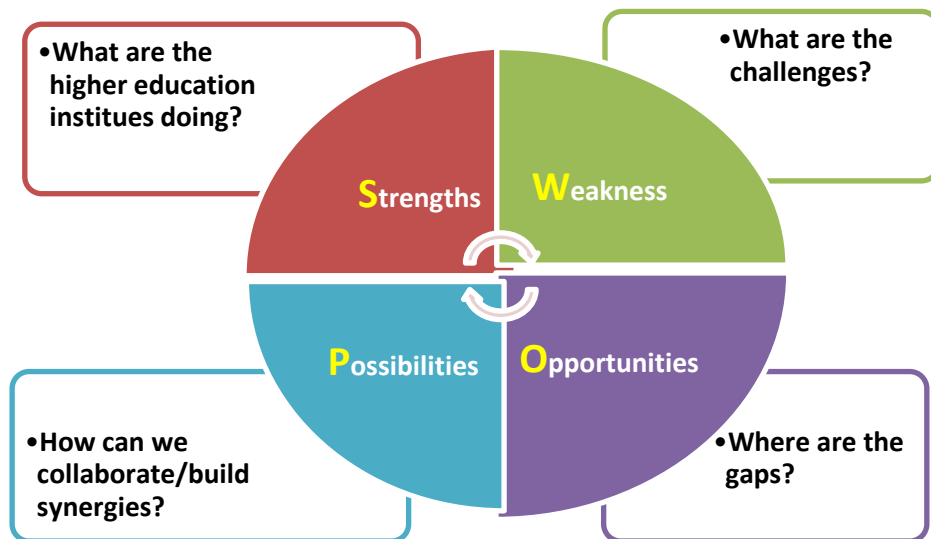 •What are the
higher education
institues doing?
•What are the
challenges?
Strengths
Weakness
Possibilities
Opportunities
•How can we
collaborate/build
synergies?
•Where are the
gaps?